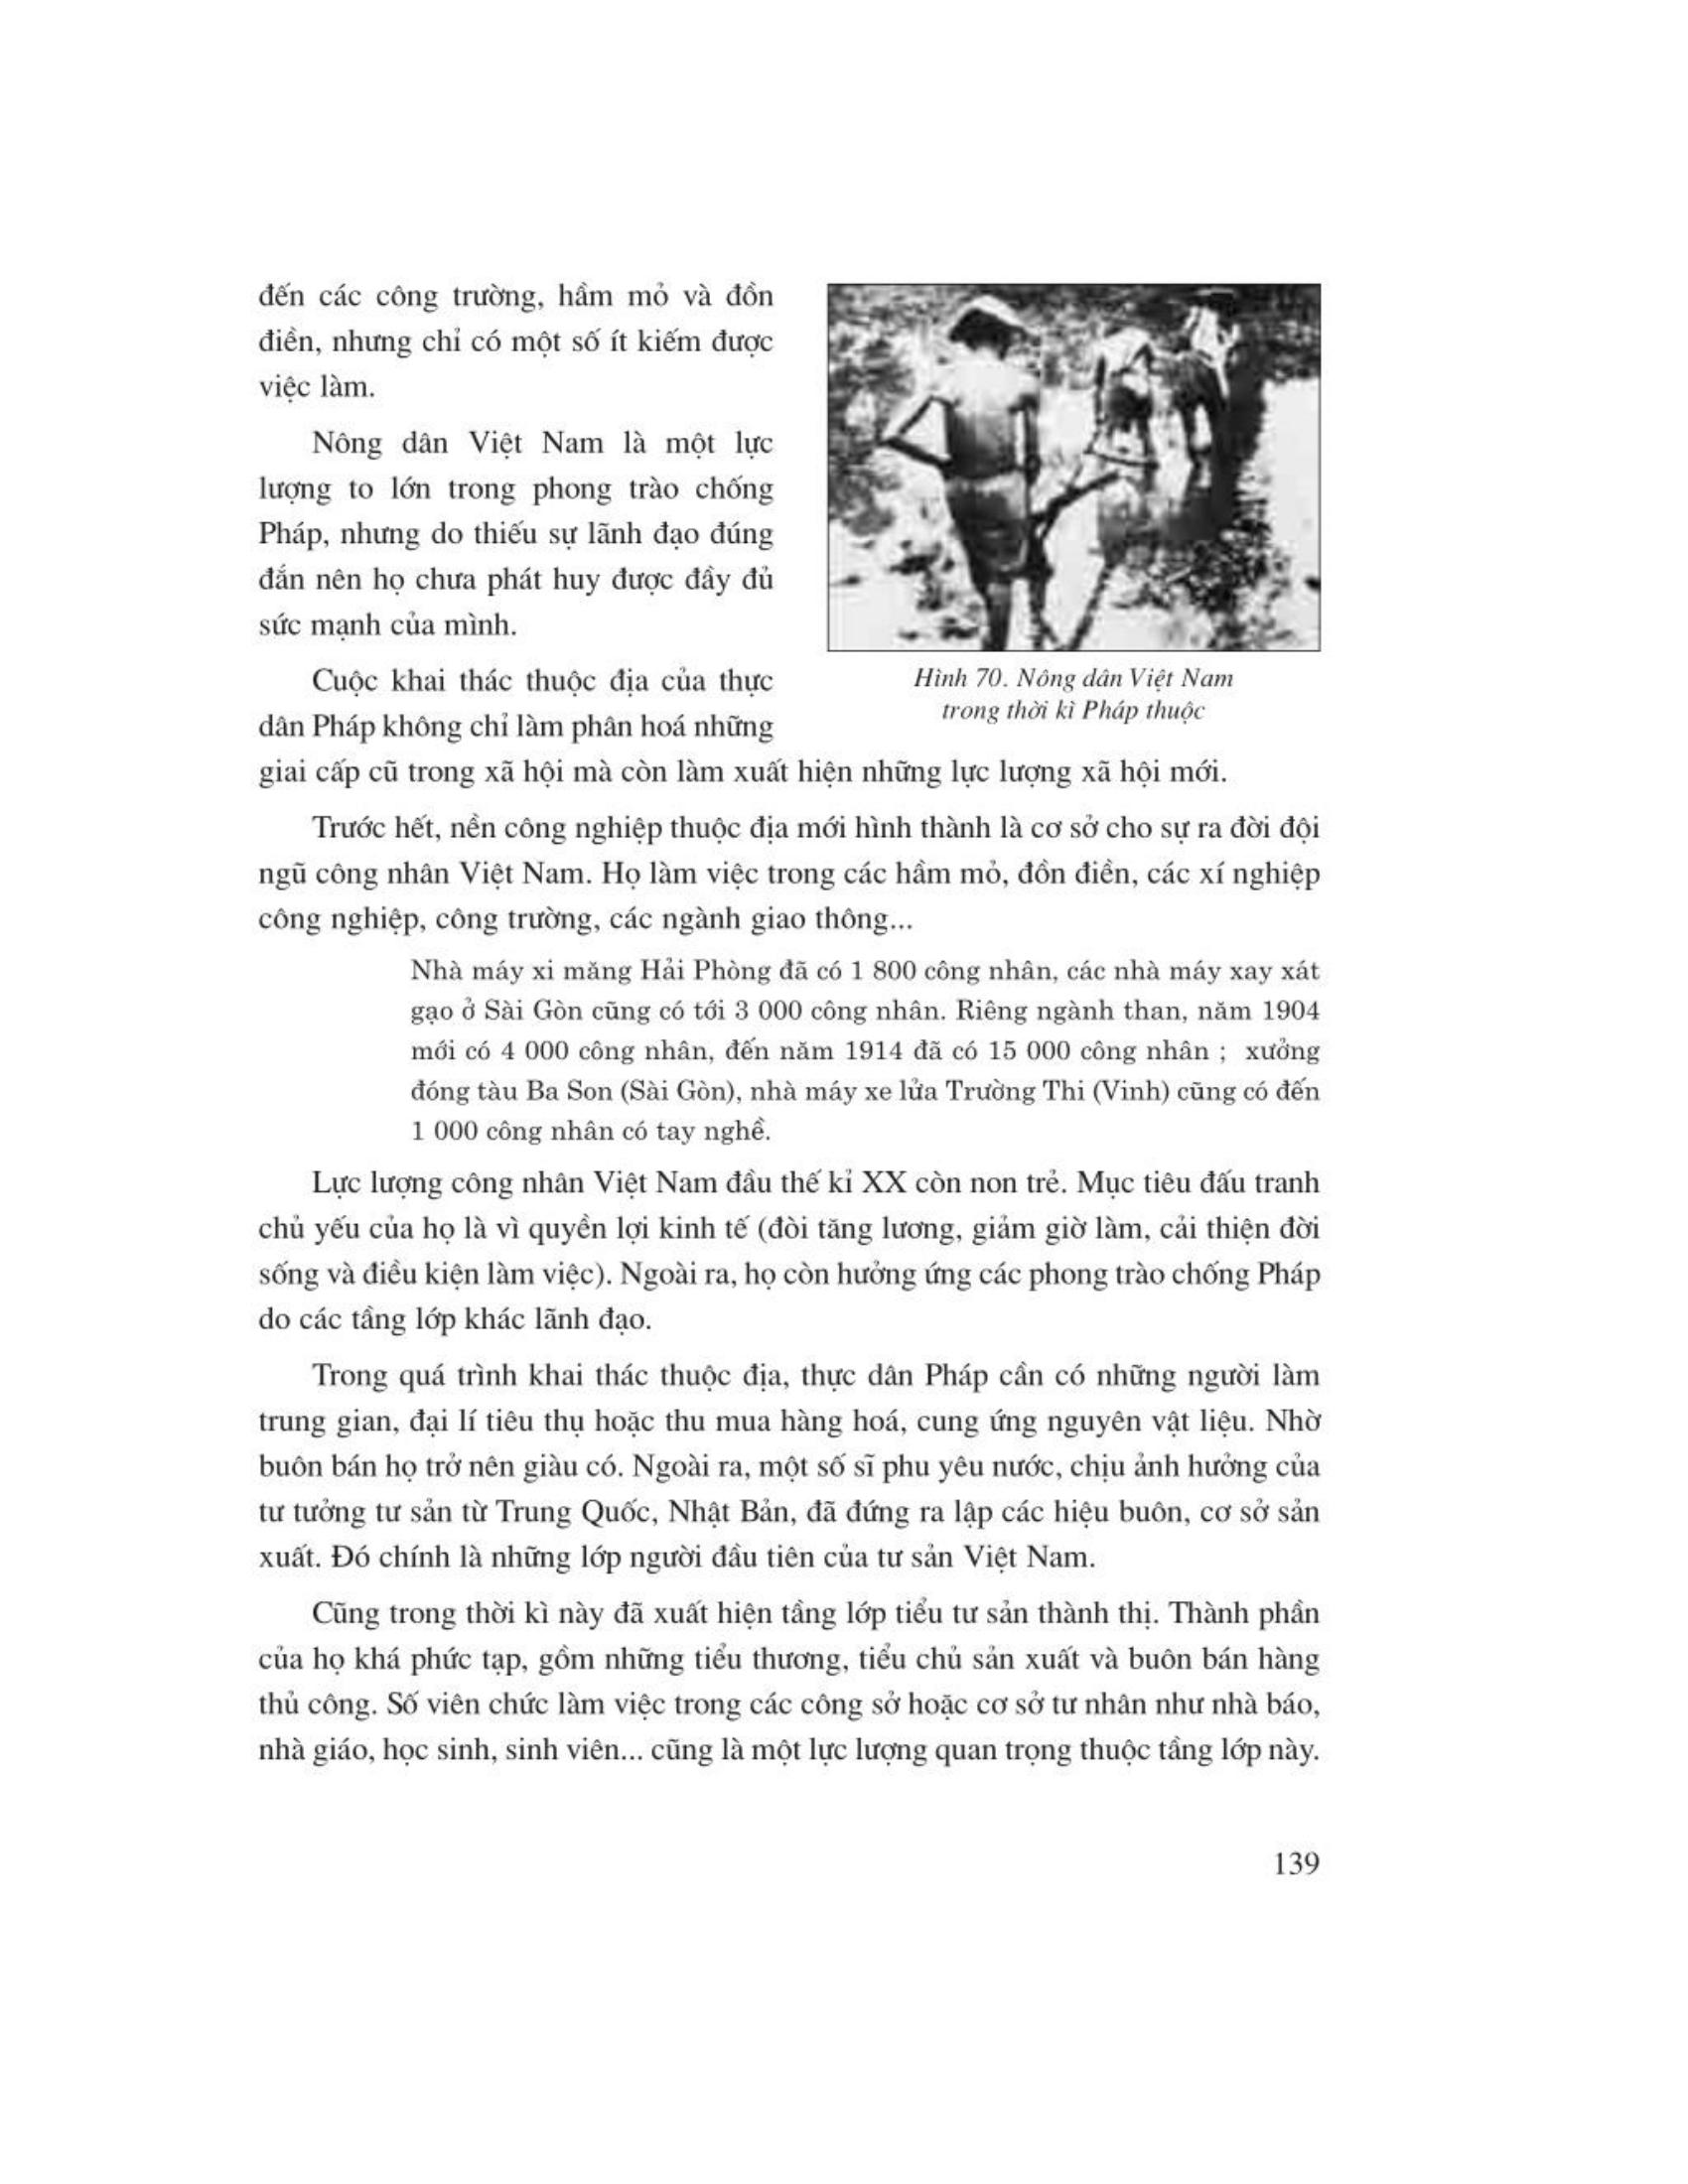 đến các công trường, hầm mỏ và đồn
điền, nhưng chỉ có một số ít kiếm được
việc làm.
Nông dân Việt Nam là một lực
lượng to lớn trong phong trào chống
Pháp, nhưng do thiếu sự lãnh đạo đúng
đắn nên họ chưa phát huy được đầy đủ
sức mạnh của mình.
Cuộc khai thác thuộc địa của thực
dân Pháp không chỉ làm phân hoá những
giai cấp cũ trong xã hội mà còn làm xuất hiện những lực lượng xã hội mới.
Hình 70. Nông dân Việt Nam
trong thời kì Pháp thuộc
Trước hết, nền công nghiệp thuộc địa mới hình thành là cơ sở cho sự ra đời đội
ngũ công nhân Việt Nam. Họ làm việc trong các hầm mỏ, đồn điền, các xí nghiệp
công nghiệp, công trường, các ngành giao thông...
Nhà máy xi măng Hải Phòng đã có 1 800 công nhân, các nhà máy xay xát
gạo ở Sài Gòn cũng có tới 3 000 công nhân. Riêng ngành than, năm 1904
mới có 4 000 công nhân, đến năm 1914 đã có 15 000 công nhân ; xưởng
đóng tàu Ba Son (Sài Gòn), nhà máy xe lửa Trường Thi (Vinh) cũng có đến
1 000 công nhân có tay nghề.
Lực lượng công nhân Việt Nam đầu thế kỉ XX còn non trẻ. Mục tiêu đấu tranh
chủ yếu của họ là vì quyền lợi kinh tế (đòi tăng lương, giảm giờ làm, cải thiện đời
sống và điều kiện làm việc). Ngoài ra, họ còn hưởng ứng các phong trào chống Pháp
do các tầng lớp khác lãnh đạo.
Trong quá trình khai thác thuộc địa, thực dân Pháp cần có những người làm
trung gian, đại lí tiêu thụ hoặc thu mua hàng hoá, cung ứng nguyên vật liệu. Nhờ
buôn bán họ trở nên giàu có. Ngoài ra, một số sĩ phu yêu nước, chịu ảnh hưởng của
tư tưởng tư sản từ Trung Quốc, Nhật Bản, đã đứng ra lập các hiệu buôn, cơ sở sản
xuất. Đó chính là những lớp người đầu tiên của tư sản Việt Nam.
Cũng trong thời kì này đã xuất hiện tầng lớp tiểu tư sản thành thị. Thành phần
của họ khá phức tạp, gồm những tiểu thương, tiểu chủ sản xuất và buôn bán hàng
thủ công. Số viên chức làm việc trong các công sở hoặc cơ sở tư nhân như nhà báo,
nhà giáo, học sinh, sinh viên... cũng là một lực lượng quan trọng thuộc tầng lớp này.
139